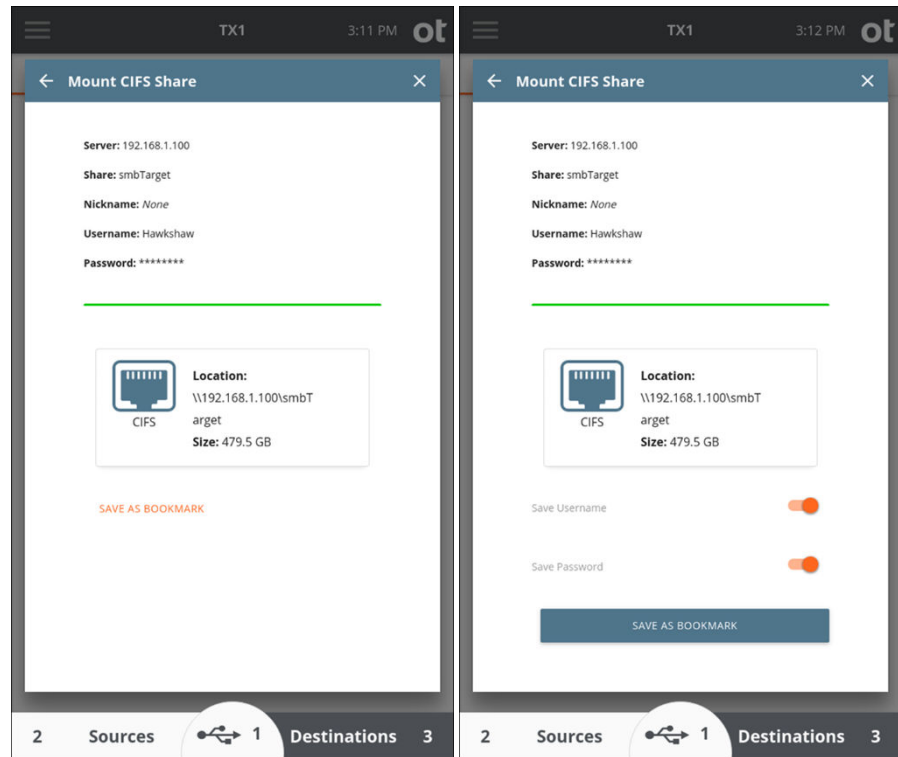 TX1
3:11 PM
ot
Mount CIFS Share
Server: 192.168.1.100
Share: smbTarget
Nickname: None
Username: Hawkshaw
Password: ********
CIFS
Location:
\\192.168.1.100\smbT
arget
Size: 479.5 GB
SAVE AS BOOKMARK
2
Sources
1
Destinations
3
TX1
3:12 PM
ot
Mount CIFS Share
Server: 192.168.1.100
Share: smbTarget
Nickname: None
Username: Hawkshaw
Password: ********
CIFS
Location:
\\192.168.1.100\smbT
arget
Size: 479.5 GB
Save Username
Save Password
SAVE AS BOOKMARK
2
Sources
1
Destinations
3